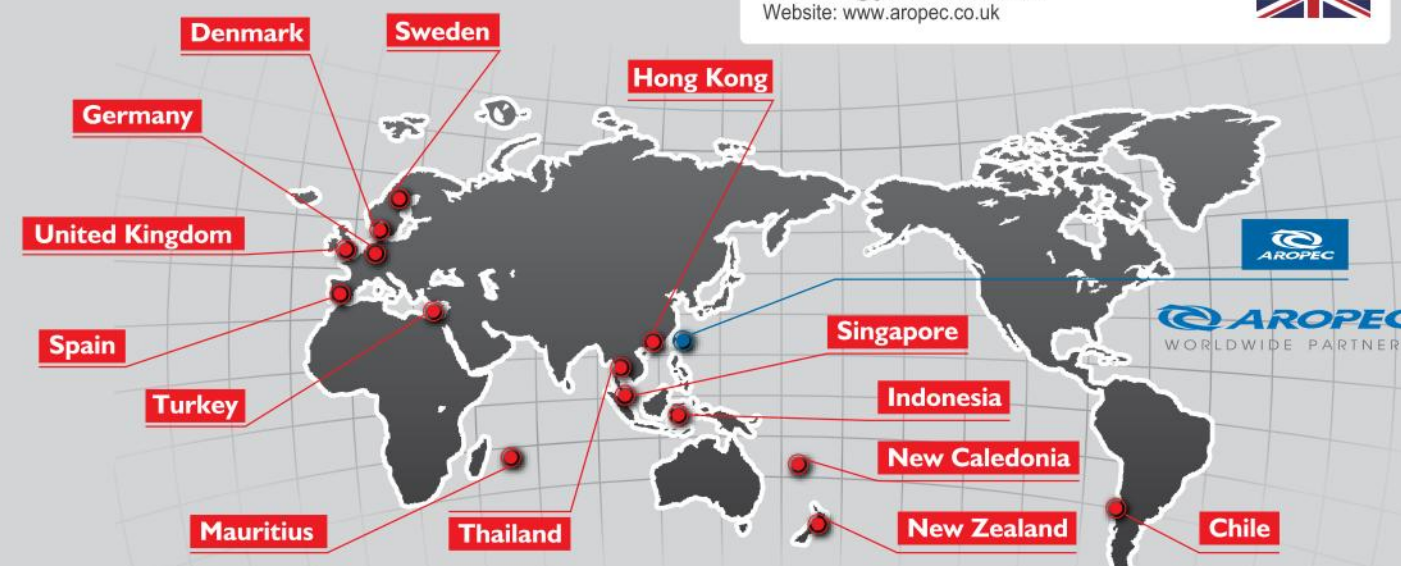 Website: www.aropec.co.uk
Denmark
Sweden
Hong Kong
Germany
United Kingdom
AROPEC
AROPEC
WORLDWIDE PARTNER
Spain
Singapore
Turkey
Indonesia
New Caledonia
Mauritius
Thailand
New Zealand
Chile